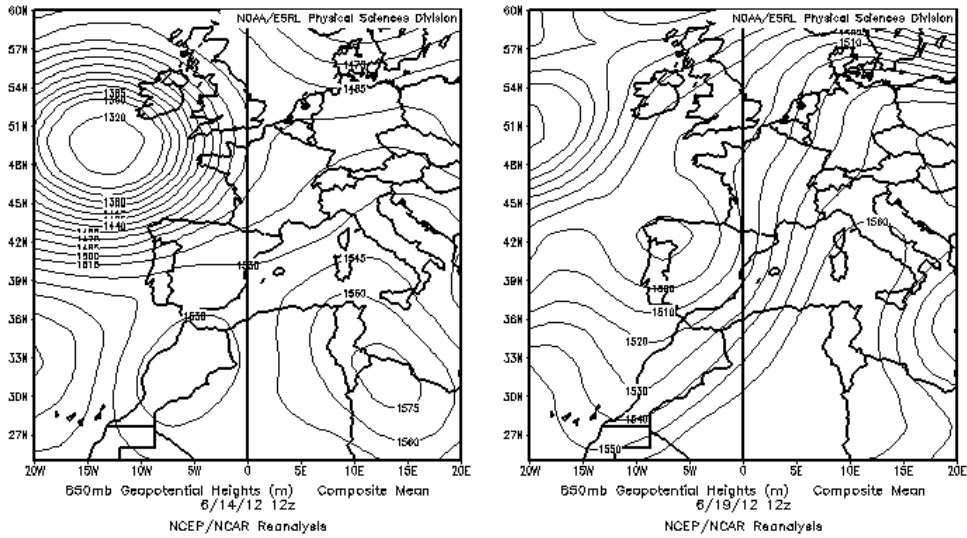 NOAA/ESRL Physical Sciences Division
60N
57N
54N
51N
48N
45N
42N
39N
36N
33N
30N
27N
1470
1485
1385
1320
1380
1440
1530
1545
1560
1530
1575
1560
20W
15W
10W
5W
0
5E
10E
15E
20E
850mb Geopotential Heights (m) Composite Mean
6/14/12 12z
NCEP/NCAR Reanalysis
NOAA/ESRL Physical Sciences Division
60N
57N
54N
51N
48N
45N
42N
39N
36N
33N
30N
27N
1510
1560
1500
1510
1520
1530
1540
1550
20W
15W
10W
5W
0
5E
10E
15E
20E
850mb Geopotential Heights (m) Composite Mean
6/19/12 12z
NCEP/NCAR Reanalysis